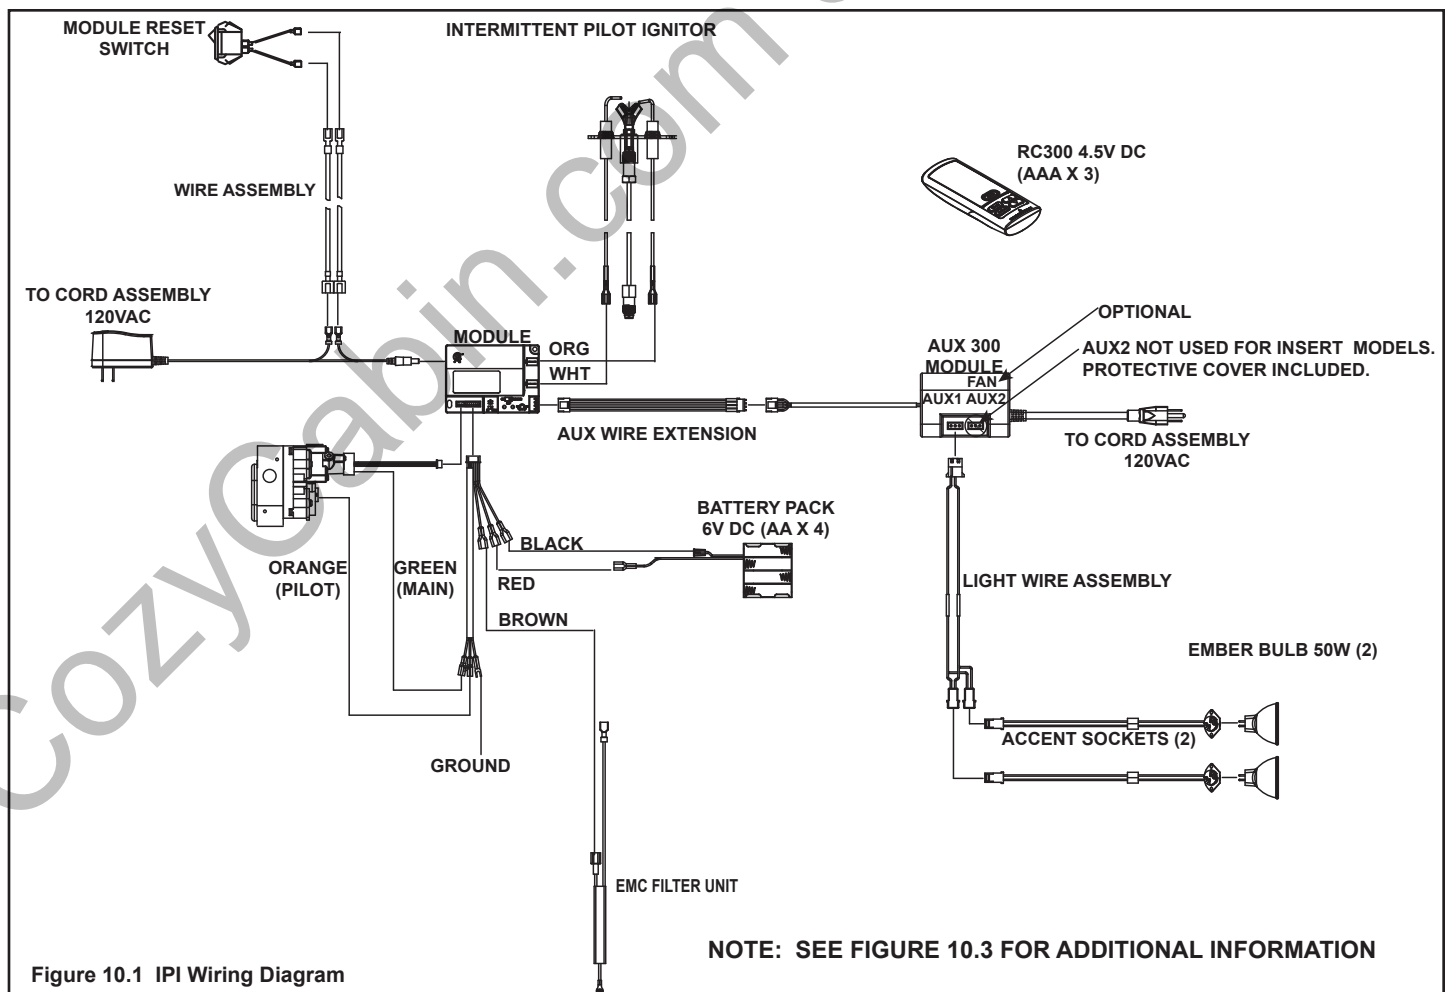 MODULE RESET
SWITCH
INTERMITTENT PILOT IGNITOR
RC300 4.5V DC
(AAA X 3)
WIRE ASSEMBLY
TO CORD ASSEMBLY
120VAC
MODULE
ORG
WHT
OPTIONAL
AUX 300
MODULE
FAN
AUX1 AUX2
AUX2 NOT USED FOR INSERT MODELS.
PROTECTIVE COVER INCLUDED.
AUX WIRE EXTENSION
TO CORD ASSEMBLY
120VAC
BATTERY PACK
6V DC (AA X 4)
BLACK
RED
BROWN
ORANGE
(PILOT)
GREEN
(MAIN)
LIGHT WIRE ASSEMBLY
EMBER BULB 50W (2)
ACCENT SOCKETS (2)
GROUND
EMC FILTER UNIT
NOTE: SEE FIGURE 10.3 FOR ADDITIONAL INFORMATION
Figure 10.1 IPI Wiring Diagram
CozyCabin.com